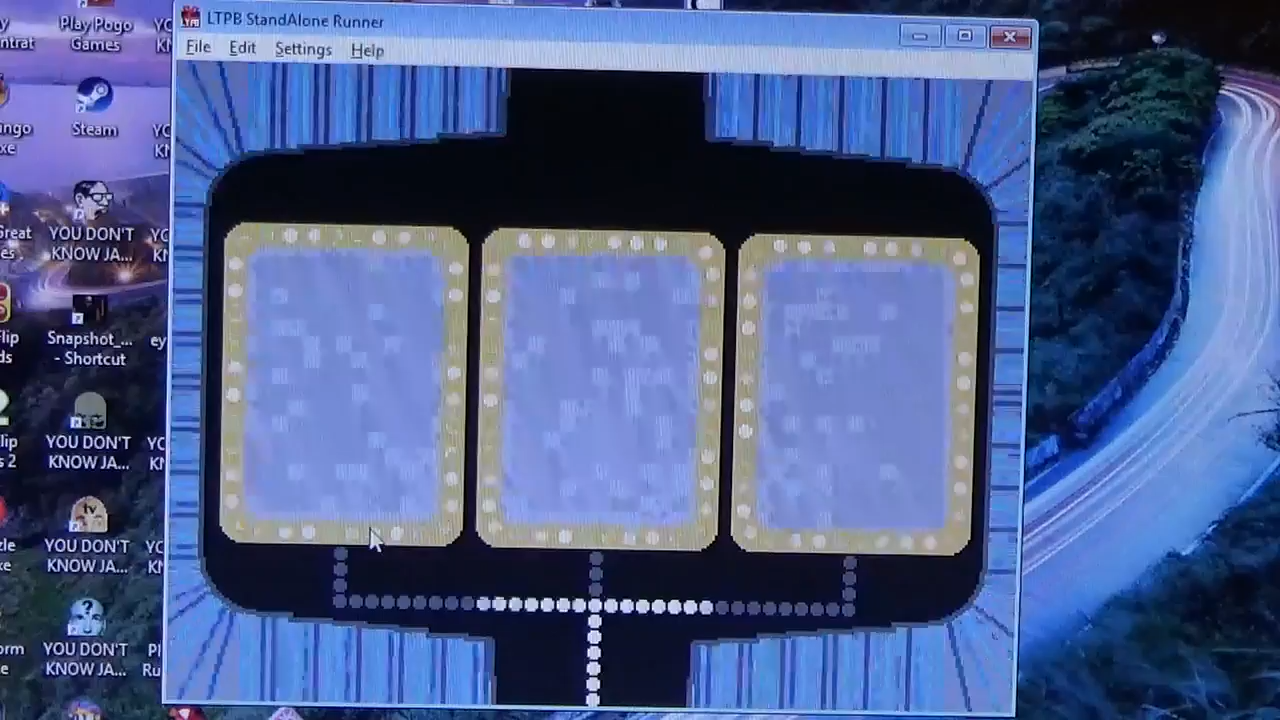 LTPB StandAlone Runner
File Edit Settings Help
Play Pogo
Games
Steam
YOU DON'T
KNOW JA...
Snapshot_...
- Shortcut
YOU DON'T
KNOW JA...
YOU DON'T
KNOW JA...
YOU DON'T
KNOW JA...